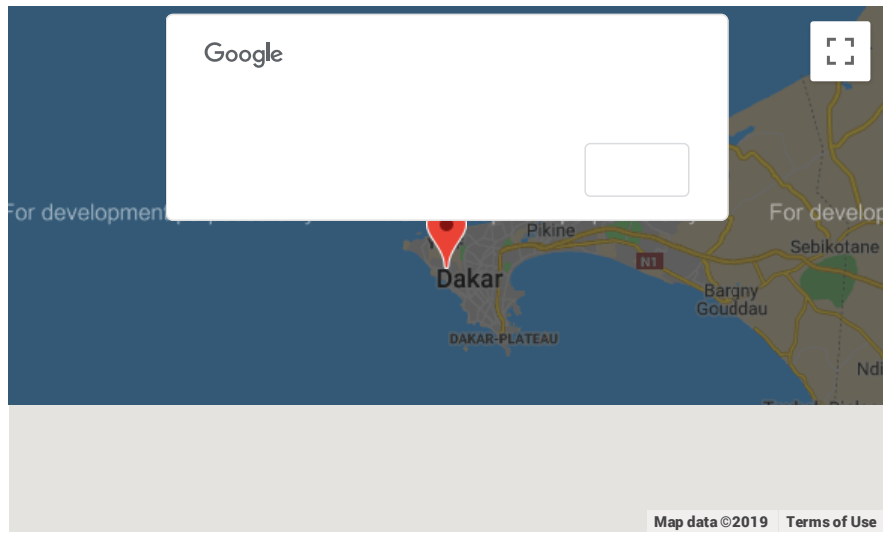 Google
For development
For develop
Pikine
Sebikotane
N1
Dakar
Bargny
Gouddau
DAKAR-PLATEAU
Ndi
Map data ©2019
Terms of Use